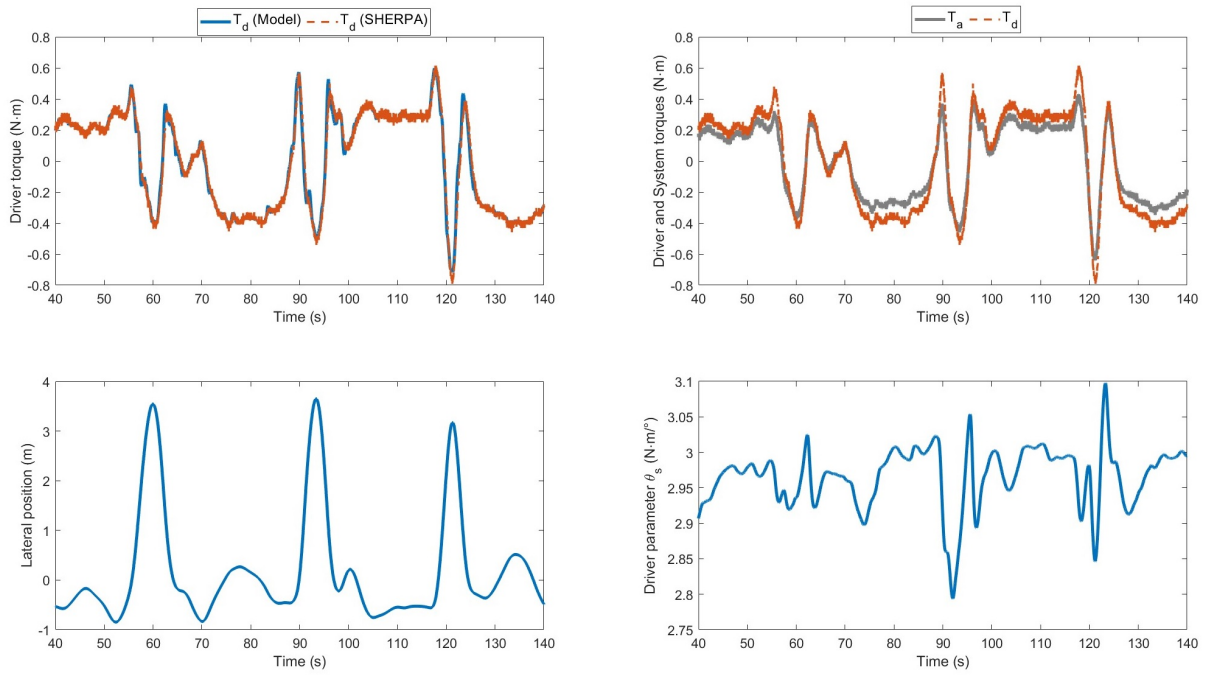 T_d (Model) T_d (SHERPA)
Driver torque (N·m)
0.8
0.6
0.4
0.2
0
-0.2
-0.4
-0.6
-0.8
40 50 60 70 80 90 100 110 120 130 140
Time (s)
T_a T_d
Driver and System torques (N·m)
0.8
0.6
0.4
0.2
0
-0.2
-0.4
-0.6
-0.8
40 50 60 70 80 90 100 110 120 130 140
Time (s)
Lateral position (m)
4
3
2
1
0
-1
40 50 60 70 80 90 100 110 120 130 140
Time (s)
Driver parameter θ_s (N·m/°)
3.1
3.05
3
2.95
2.9
2.85
2.8
2.75
40 50 60 70 80 90 100 110 120 130 140
Time (s)